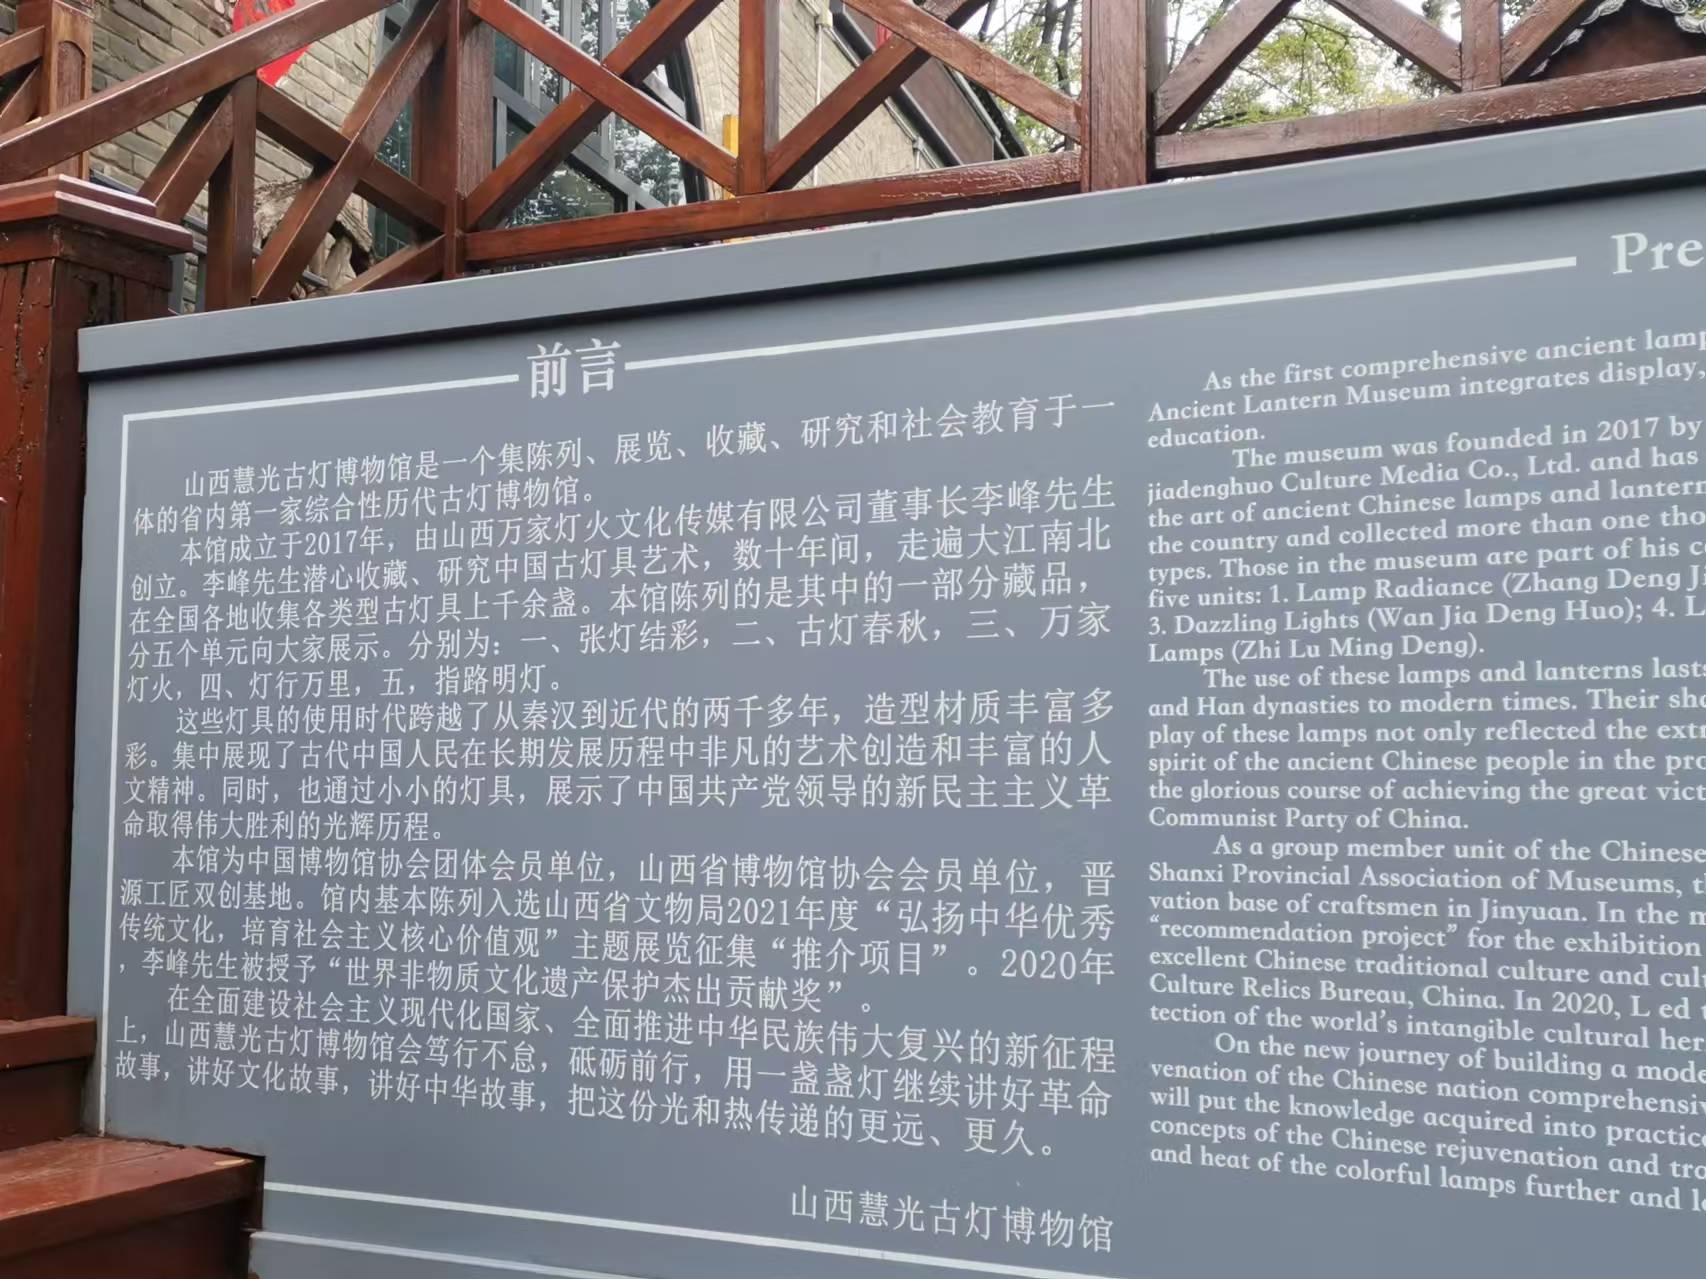 前言
山西慧光古灯博物馆是一个集陈列、展览、收藏、研究和社会教育于一
体的省内第一家综合性历代古灯博物馆。
本馆成立于2017年，由山西万家灯火文化传媒有限公司董事长李峰先生
创立。李峰先生潜心收藏、研究中国古灯具艺术，数十年间，走遍大江南北
在全国各地收集各类型古灯具上千余盏。本馆陈列的是其中的一部分藏品，
分五个单元向大家展示。分别为：一、张灯结彩，二、古灯春秋，三、万家
灯火，四、灯行万里，五，指路明灯。
这些灯具的使用时代跨越了从秦汉到近代的两千多年，造型材质丰富多
彩。集中展现了古代中国人民在长期发展历程中非凡的艺术创造和丰富的人
文精神。同时，也通过小小的灯具，展示了中国共产党领导的新民主主义革
命取得伟大胜利的光辉历程。
本馆为中国博物馆协会团体会员单位，山西省博物馆协会会员单位，晋
源工匠双创基地。馆内基本陈列入选山西省文物局2021年度“弘扬中华优秀
传统文化，培育社会主义核心价值观”主题展览征集“推介项目”。2020年
，李峰先生被授予“世界非物质文化遗产保护杰出贡献奖”。
在全面建设社会主义现代化国家、全面推进中华民族伟大复兴的新征程
上，山西慧光古灯博物馆会笃行不怠，砥砺前行，用一盏盏灯继续讲好革命
故事，讲好文化故事，讲好中华故事，把这份光和热传递的更远、更久。
山西慧光古灯博物馆
Pre
As the first comprehensive ancient lamp
Ancient Lantern Museum integrates display,
education.
The museum was founded in 2017 by
jiadenghuo Culture Media Co., Ltd. and has
the art of ancient Chinese lamps and lantern
the country and collected more than one tho
types. Those in the museum are part of his c
five units: 1. Lamp Radiance (Zhang Deng Ji
3. Dazzling Lights (Wan Jia Deng Huo); 4. L
Lamps (Zhi Lu Ming Deng).
The use of these lamps and lanterns lasts
and Han dynasties to modern times. Their sha
play of these lamps not only reflected the extr
spirit of the ancient Chinese people in the pro
the glorious course of achieving the great vict
Communist Party of China.
As a group member unit of the Chinese
Shanxi Provincial Association of Museums, t
vation base of craftsmen in Jinyuan. In the m
“recommendation project” for the exhibition
excellent Chinese traditional culture and cul
Culture Relics Bureau, China. In 2020, L ed t
tection of the world’s intangible cultural her
On the new journey of building a mode
venation of the Chinese nation comprehensiv
will put the knowledge acquired into practice
concepts of the Chinese rejuvenation and tra
and heat of the colorful lamps further and lo